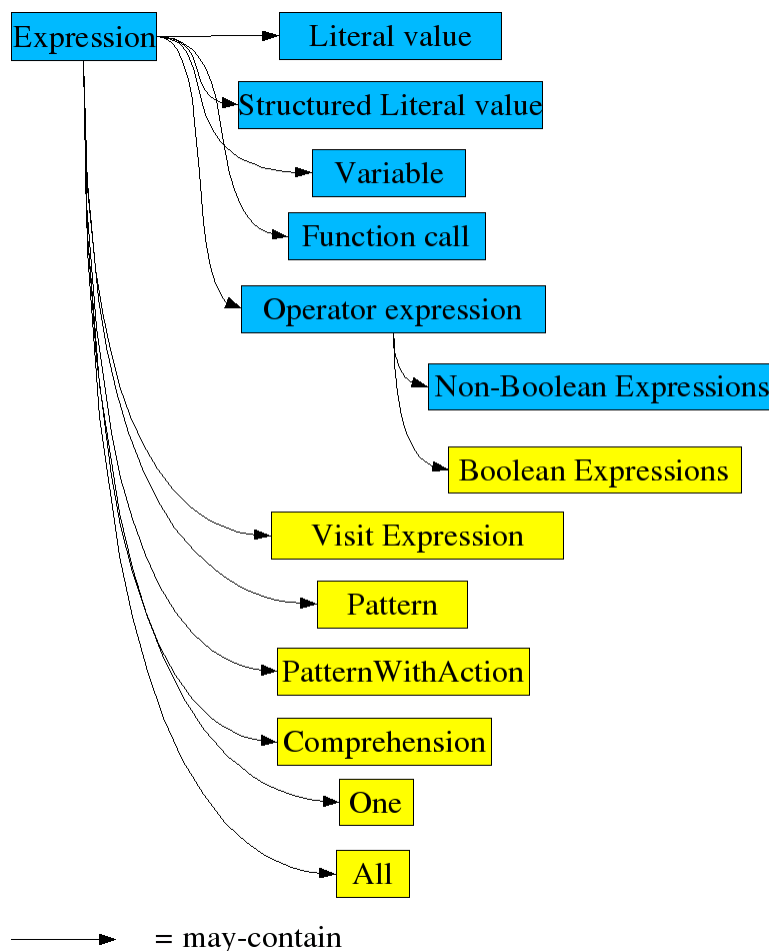 Expression
Literal value
Structured Literal value
Variable
Function call
Operator expression
Non-Boolean Expressions
Boolean Expressions
Visit Expression
Pattern
PatternWithAction
Comprehension
One
All
= may-contain